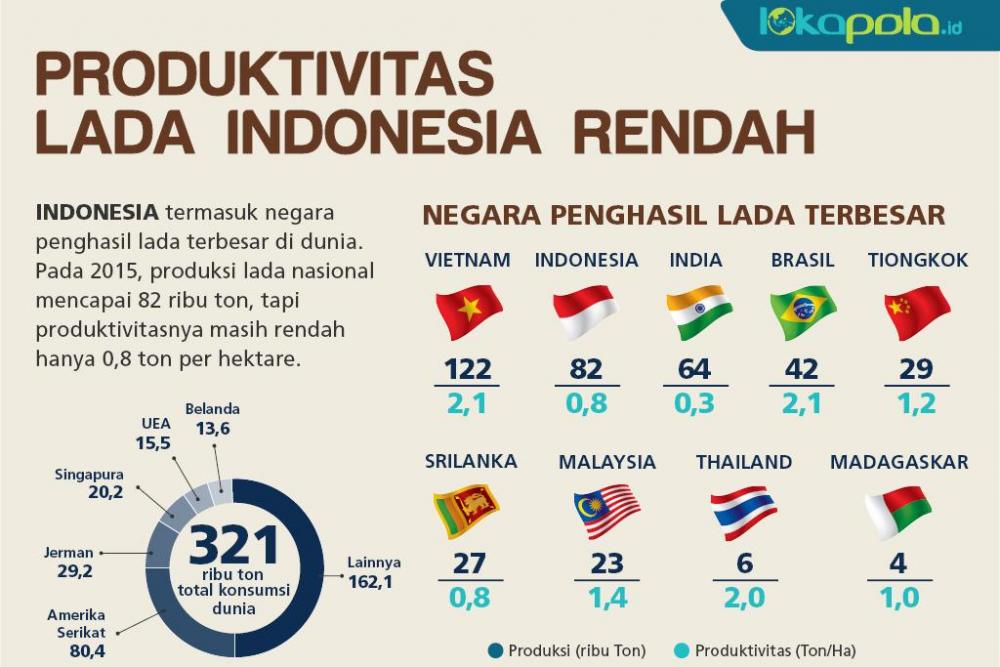 lokapola.id
PRODUKTIVITAS
LADA INDONESIA RENDAH
INDONESIA termasuk negara
penghasil lada terbesar di dunia.
Pada 2015, produksi lada nasional
mencapai 82 ribu ton, tapi
produktivitasnya masih rendah
hanya 0,8 ton per hektare.
Belanda
13,6
UEA
15,5
Singapura
20,2
Jerman
29,2
Amerika
Serikat
80,4
Lainnya
162,1
321
ribu ton
total konsumsi
dunia
NEGARA PENGHASIL LADA TERBESAR
VIETNAM INDONESIA INDIA BRASIL TIONGKOK
122 82 64 42 29
2,1 0,8 0,3 2,1 1,2
SRILANKA MALAYSIA THAILAND MADAGASKAR
27 23 6 4
0,8 1,4 2,0 1,0
Produksi (ribu Ton) Produktivitas (Ton/Ha)